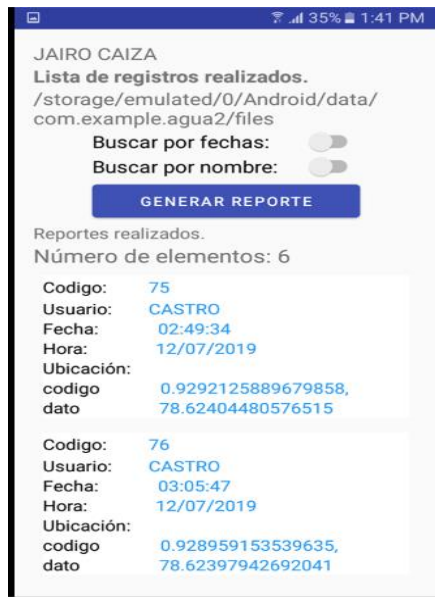 35% 1:41 PM
JAIRO CAIZA
Lista de registros realizados.
/storage/emulated/0/Android/data/
com.example.agua2/files
Buscar por fechas:
Buscar por nombre:
GENERAR REPORTE
Reportes realizados.
Número de elementos: 6
Codigo: 75
Usuario: CASTRO
Fecha: 02:49:34
Hora: 12/07/2019
Ubicación:
codigo 0.9292125889679858,
dato 78.62404480576515
Codigo: 76
Usuario: CASTRO
Fecha: 03:05:47
Hora: 12/07/2019
Ubicación:
codigo 0.928959153539635,
dato 78.62397942692041